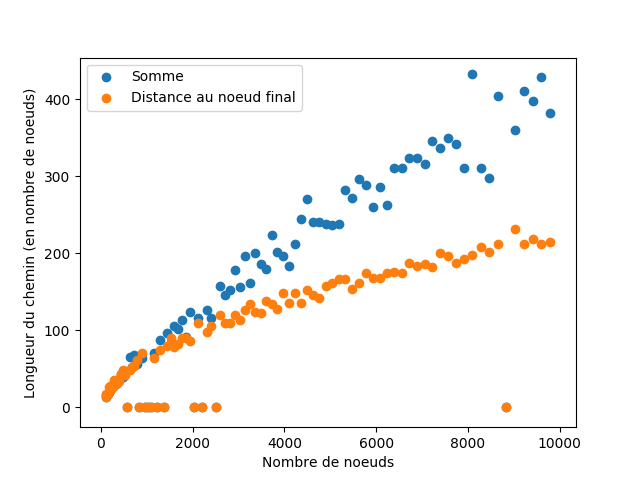 Somme
Distance au noeud final
Longueur du chemin (en nombre de noeuds)
400
300
200
100
0
0 2000 4000 6000 8000 10000
Nombre de noeuds